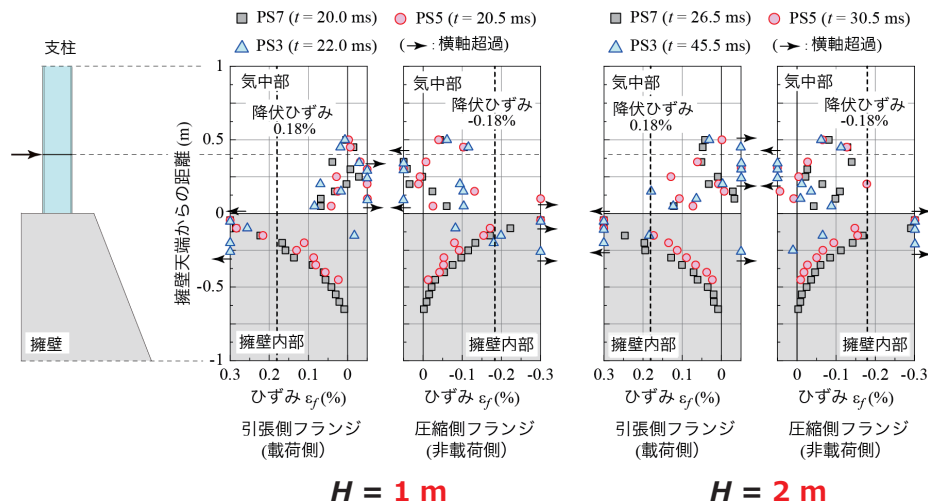 PS7 (t = 20.0 ms) PS5 (t = 20.5 ms)
PS3 (t = 22.0 ms) (→: 横軸超過)
PS7 (t = 26.5 ms) PS5 (t = 30.5 ms)
PS3 (t = 45.5 ms) (→: 横軸超過)
支柱
擁壁
擁壁天端からの距離 (m)
1
0.5
0
-0.5
-1
気中部
降伏ひずみ
0.18%
擁壁内部
0.3 0.2 0.1 0
ひずみ εf (%)
引張側フランジ
(載荷側)
気中部
降伏ひずみ
-0.18%
擁壁内部
0 -0.1 -0.2 -0.3
ひずみ εf (%)
圧縮側フランジ
(非載荷側)
H = 1 m
気中部
降伏ひずみ
0.18%
擁壁内部
0.3 0.2 0.1 0
ひずみ εf (%)
引張側フランジ
(載荷側)
気中部
降伏ひずみ
-0.18%
擁壁内部
0 -0.1 -0.2 -0.3
ひずみ εf (%)
圧縮側フランジ
(非載荷側)
H = 2 m